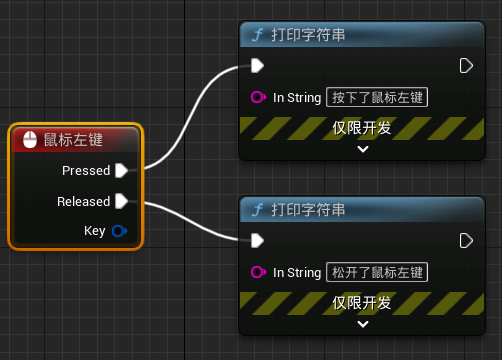 打印字符串
In String 按下了鼠标左键
仅限开发
鼠标左键
Pressed
Released
Key
打印字符串
In String 松开了鼠标左键
仅限开发